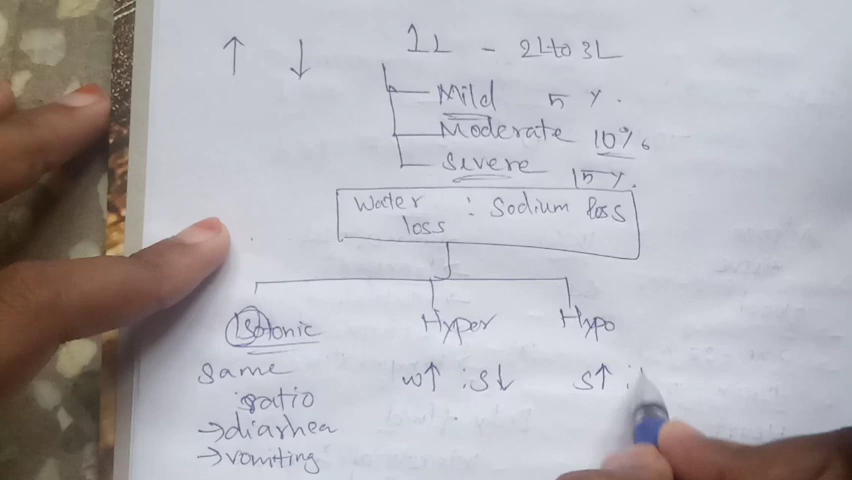 ↑ ↓ 1L - 2L to 3L
Mild 5 %.
Moderate 10%.
Severe 15 %.
Water : Sodium loss
loss
Isotonic Hyper Hypo
same w↑ : s↓ s↑ :
ratio
→diarhea
→vomiting